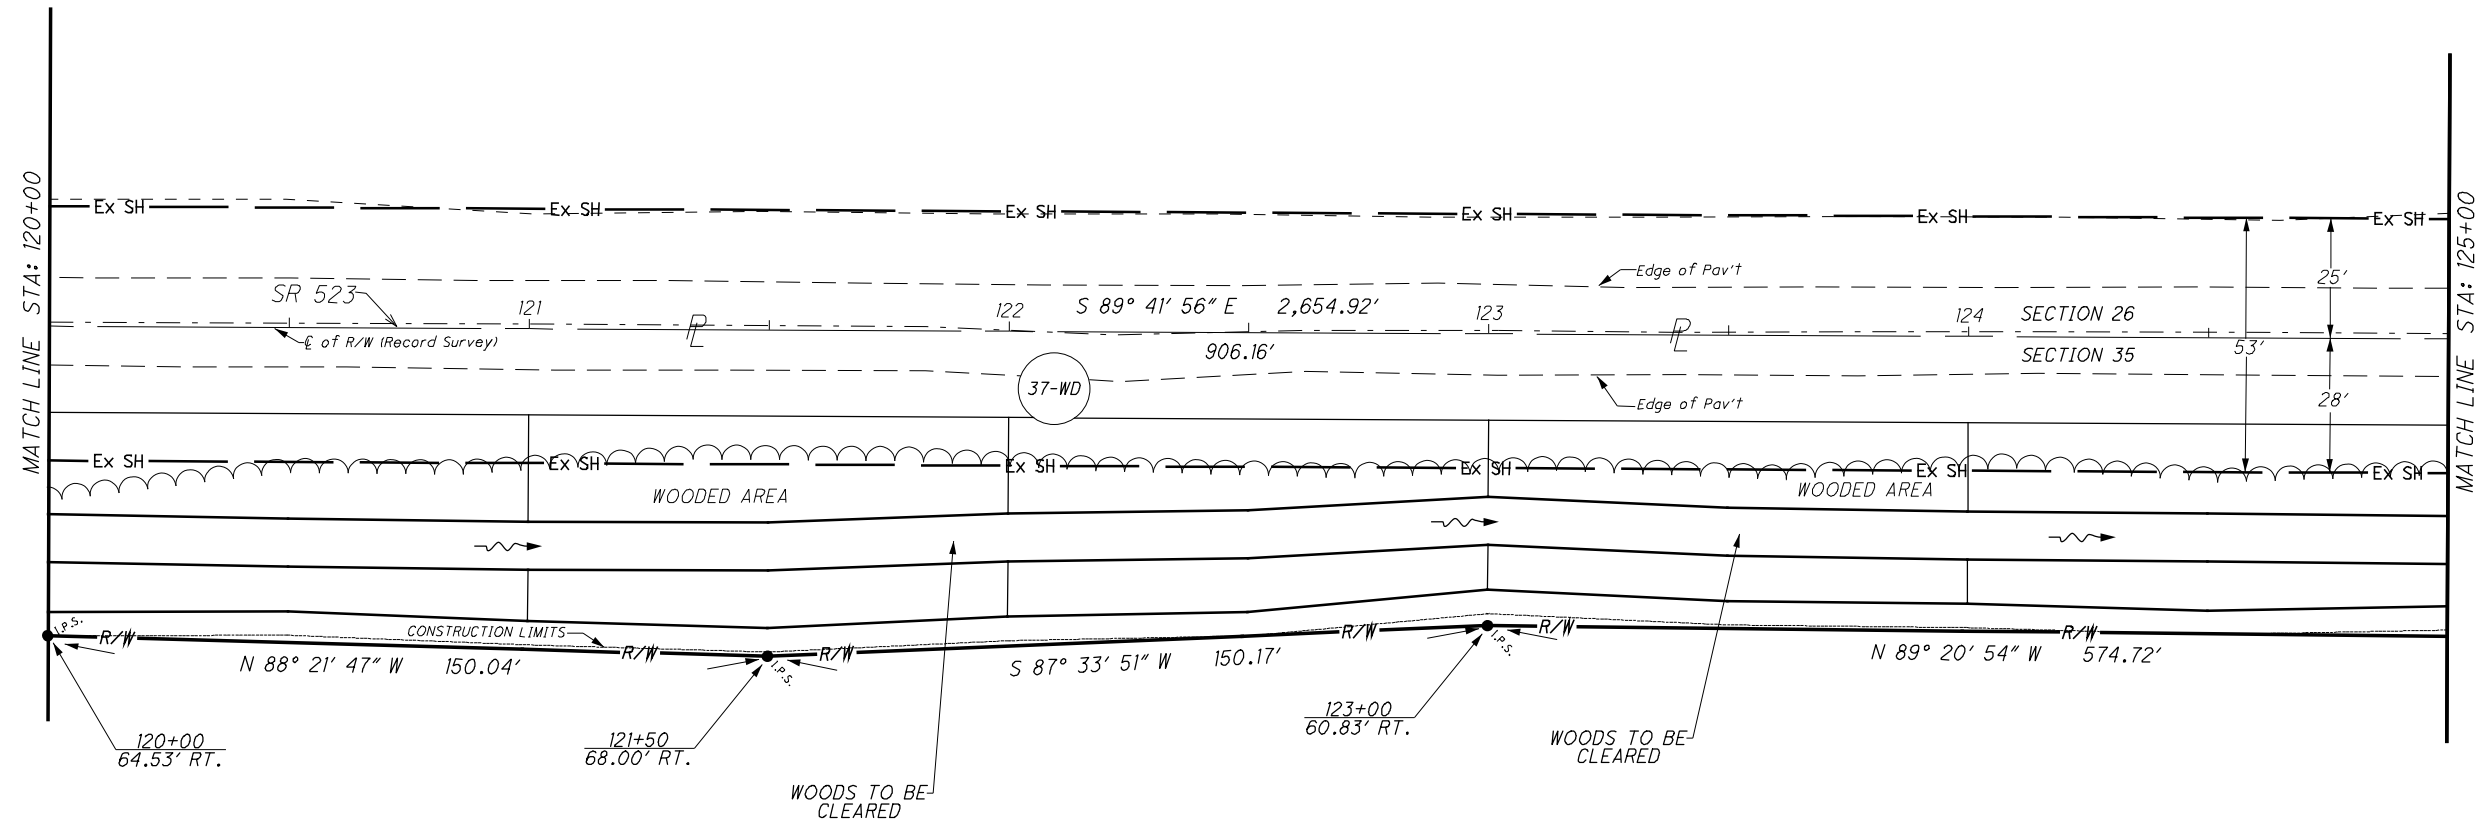 MATCH LINE STA: 120+00
MATCH LINE STA: 125+00
Ex SH Ex SH Ex SH Ex SH Ex SH Ex SH
Edge of Pav't
25'
SR 523
121
122
S 89° 41' 56" E 2,654.92'
123
124
SECTION 26
℄ of R/W (Record Survey)
PL
PL
906.16'
SECTION 35
53'
37-WD
Edge of Pav't
28'
Ex SH Ex SH Ex SH Ex SH Ex SH Ex SH
WOODED AREA
WOODED AREA
I.P.S.
R/W
CONSTRUCTION LIMITS
R/W
R/W
R/W
R/W
R/W
I.P.S.
I.P.S.
N 88° 21' 47" W 150.04'
S 87° 33' 51" W 150.17'
N 89° 20' 54" W 574.72'
120+00
64.53' RT.
121+50
68.00' RT.
123+00
60.83' RT.
WOODS TO BE
CLEARED
WOODS TO BE
CLEARED